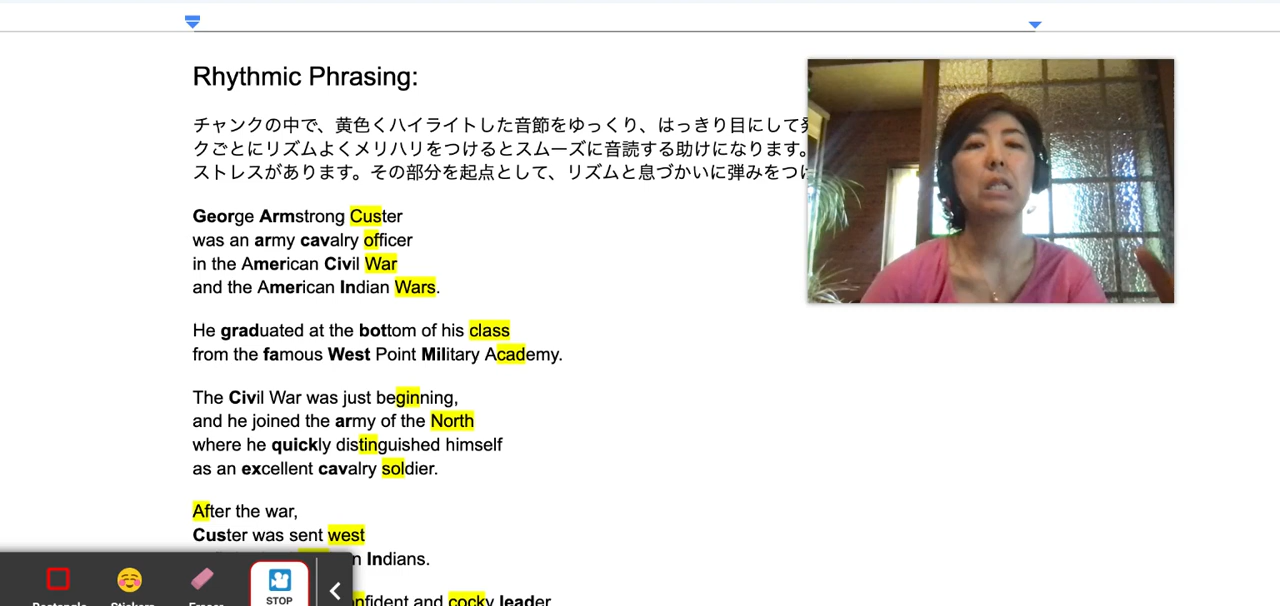 Rhythmic Phrasing:
チャンクの中で、黄色くハイライトした音節をゆっくり、はっきり目にして
クごとにリズムよくメリハリをつけるとスムーズに音読する助けになります。
ストレスがあります。その部分を起点として、リズムと息づかいに弾みをつけ
George Armstrong Custer
was an army cavalry officer
in the American Civil War
and the American Indian Wars.
He graduated at the bottom of his class
from the famous West Point Military Academy.
The Civil War was just beginning,
and he joined the army of the North
where he quickly distinguished himself
as an excellent cavalry soldier.
After the war,
Custer was sent west
n Indians.
nfident and cocky leader
STOP